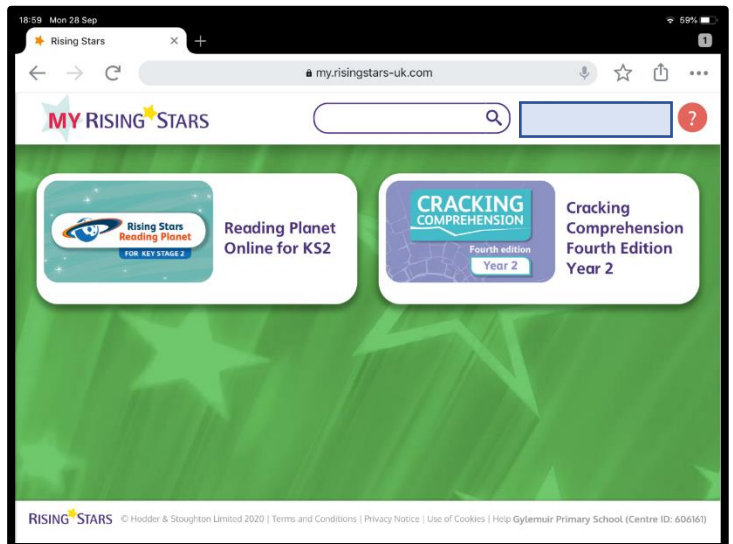 18:59 Mon 28 Sep
59%
Rising Stars
1
my.risingstars-uk.com
MY RISING STARS
?
Rising Stars
Reading Planet
FOR KEY STAGE 2
Reading Planet
Online for KS2
CRACKING
COMPREHENSION
Fourth edition
Year 2
Cracking
Comprehension
Fourth Edition
Year 2
RISING STARS © Hodder & Stoughton Limited 2020 | Terms and Conditions | Privacy Notice | Use of Cookies | Help Gylemuir Primary School (Centre ID: 606161)